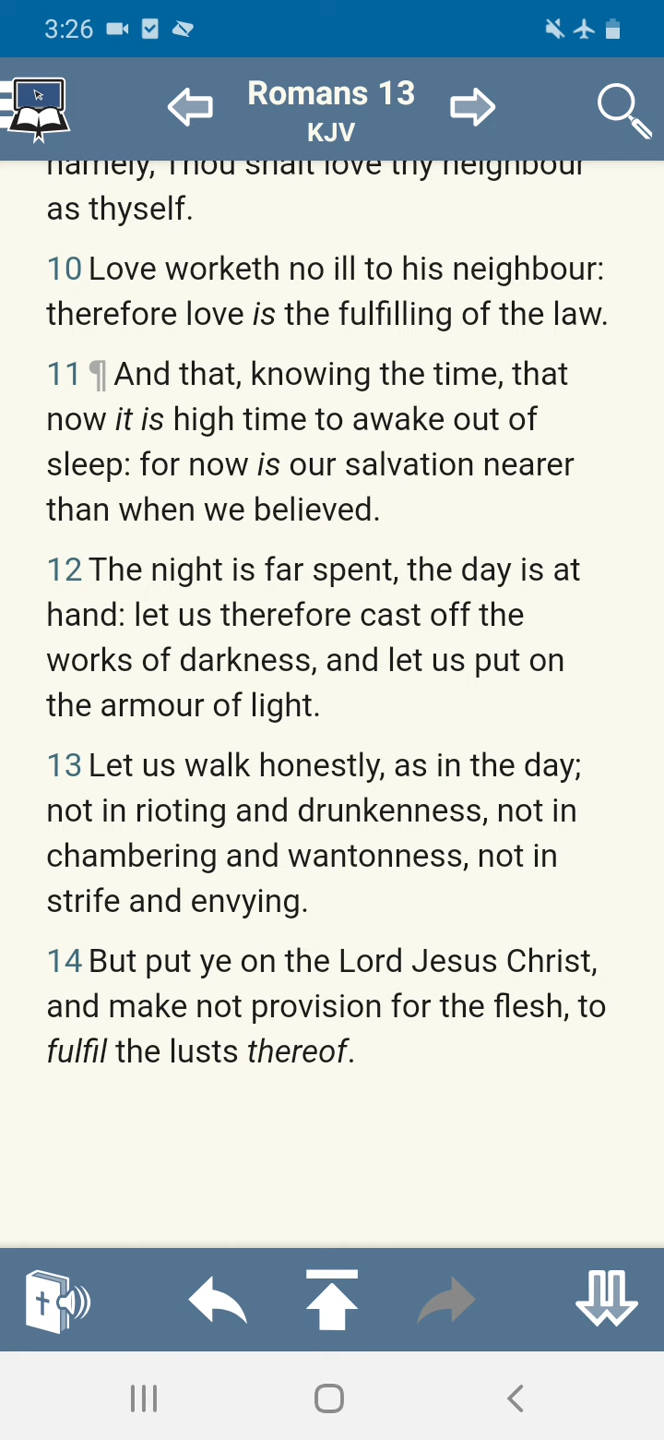 3:26
Romans 13
KJV
namely, Thou shalt love thy neighbour
as thyself.
10 Love worketh no ill to his neighbour:
therefore love is the fulfilling of the law.
11 ¶ And that, knowing the time, that
now it is high time to awake out of
sleep: for now is our salvation nearer
than when we believed.
12 The night is far spent, the day is at
hand: let us therefore cast off the
works of darkness, and let us put on
the armour of light.
13 Let us walk honestly, as in the day;
not in rioting and drunkenness, not in
chambering and wantonness, not in
strife and envying.
14 But put ye on the Lord Jesus Christ,
and make not provision for the flesh, to
fulfil the lusts thereof.